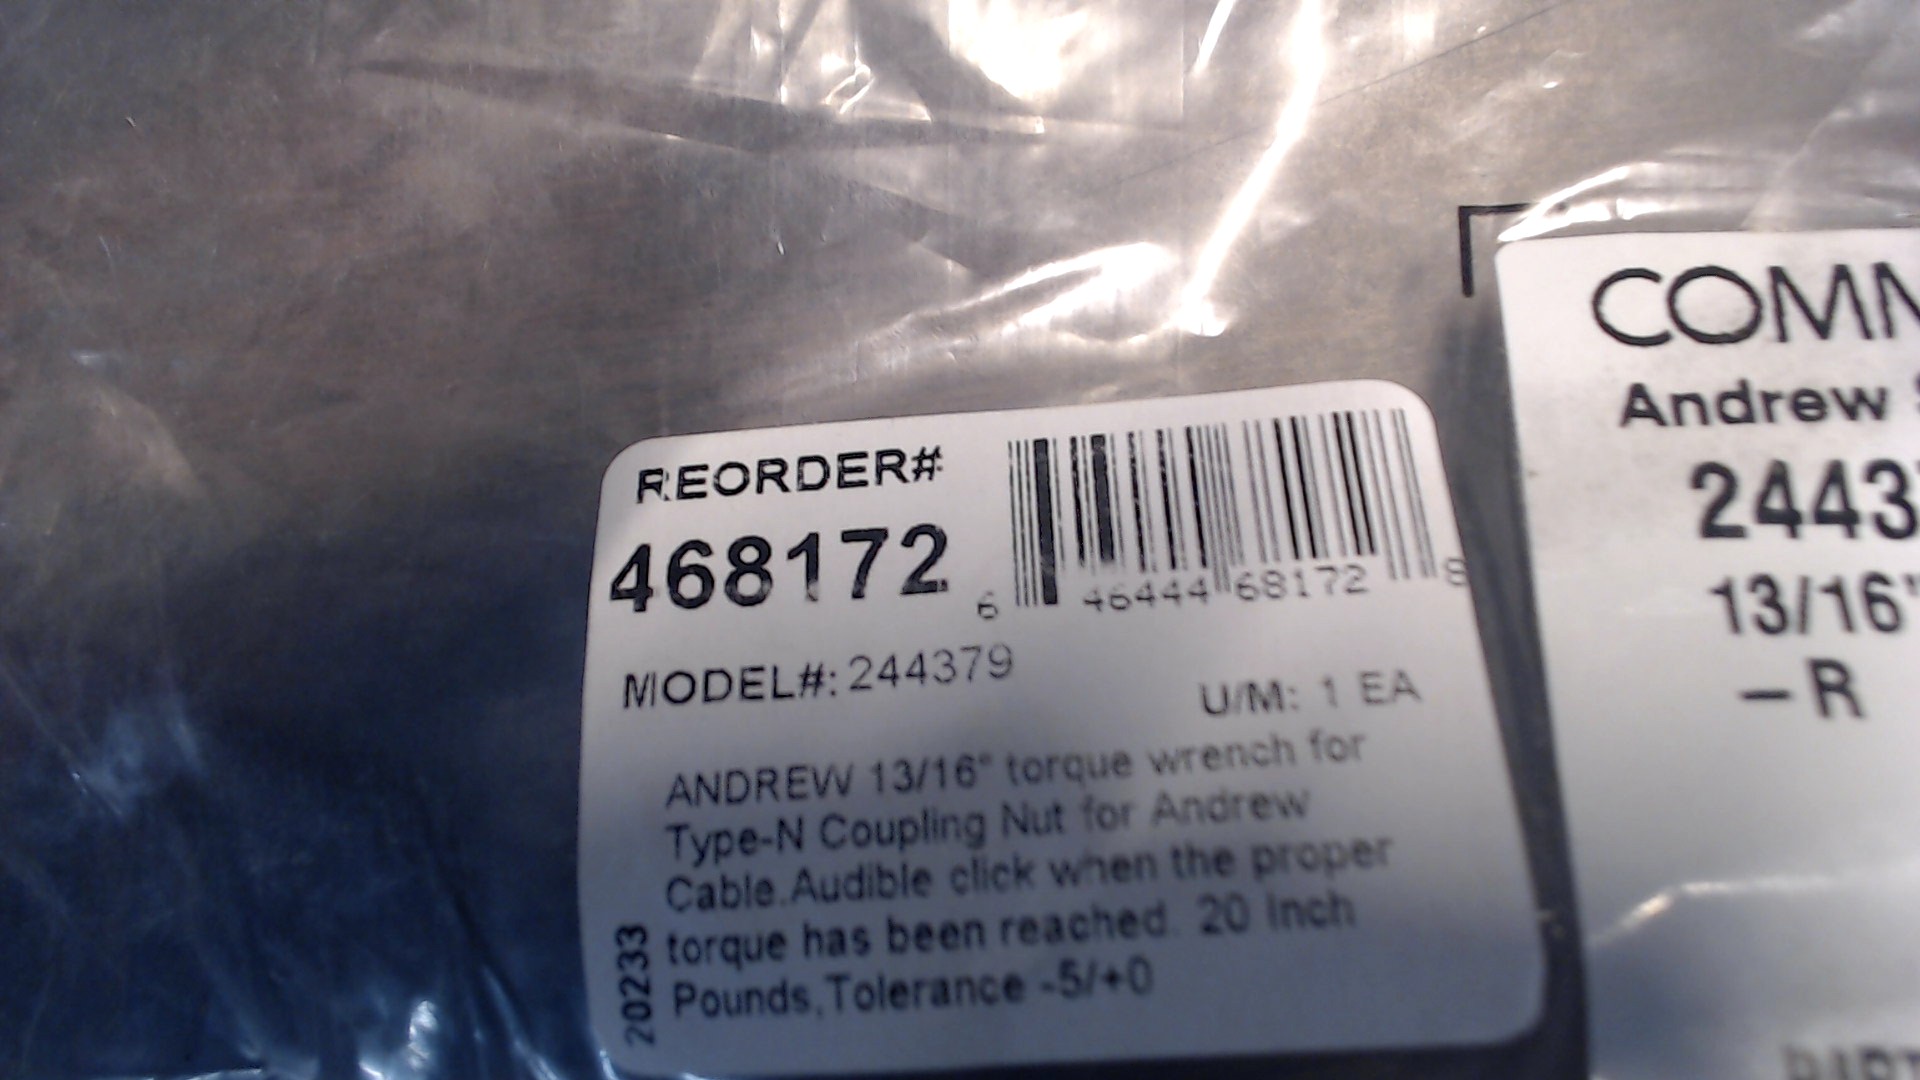 REORDER#
468172
6 46444 68172 8
MODEL#: 244379
U/M: 1 EA
ANDREW 13/16" torque wrench for
Type-N Coupling Nut for Andrew
Cable.Audible click when the proper
torque has been reached. 20 Inch
Pounds,Tolerance -5/+0
20233
COMM
Andrew
24437
13/16"
– R